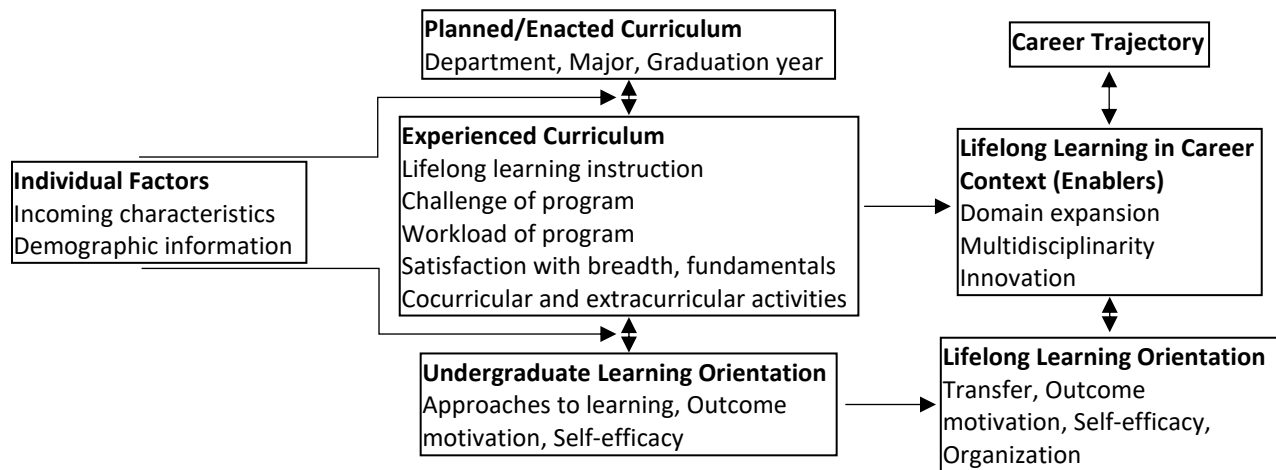 Planned/Enacted Curriculum
Department, Major, Graduation year
Career Trajectory
Individual Factors
Incoming characteristics
Demographic information
Experienced Curriculum
Lifelong learning instruction
Challenge of program
Workload of program
Satisfaction with breadth, fundamentals
Cocurricular and extracurricular activities
Lifelong Learning in Career
Context (Enablers)
Domain expansion
Multidisciplinarity
Innovation
Undergraduate Learning Orientation
Approaches to learning, Outcome
motivation, Self-efficacy
Lifelong Learning Orientation
Transfer, Outcome
motivation, Self-efficacy,
Organization